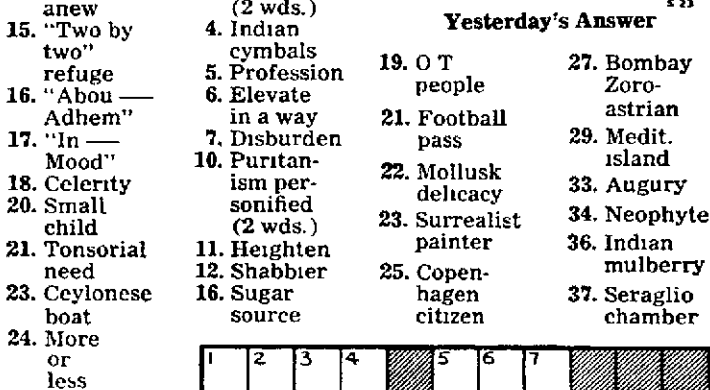 anew
15. "Two by
two"
refuge
16. "Abou —
Adhem"
17. "In —
Mood"
18. Celerity
20. Small
child
21. Tonsorial
need
23. Ceylonese
boat
24. More
or
less
(2 wds.)
4. Indian
cymbals
5. Profession
6. Elevate
in a way
7. Disburden
10. Puritan-
ism per-
sonified
(2 wds.)
11. Heighten
12. Shabbier
16. Sugar
source
Yesterday's Answer
19. O T
people
21. Football
pass
22. Mollusk
delicacy
23. Surrealist
painter
25. Copen-
hagen
citizen
27. Bombay
Zoro-
astrian
29. Medit.
island
33. Augury
34. Neophyte
36. Indian
mulberry
37. Seraglio
chamber
1 2 3 4 5 6 7